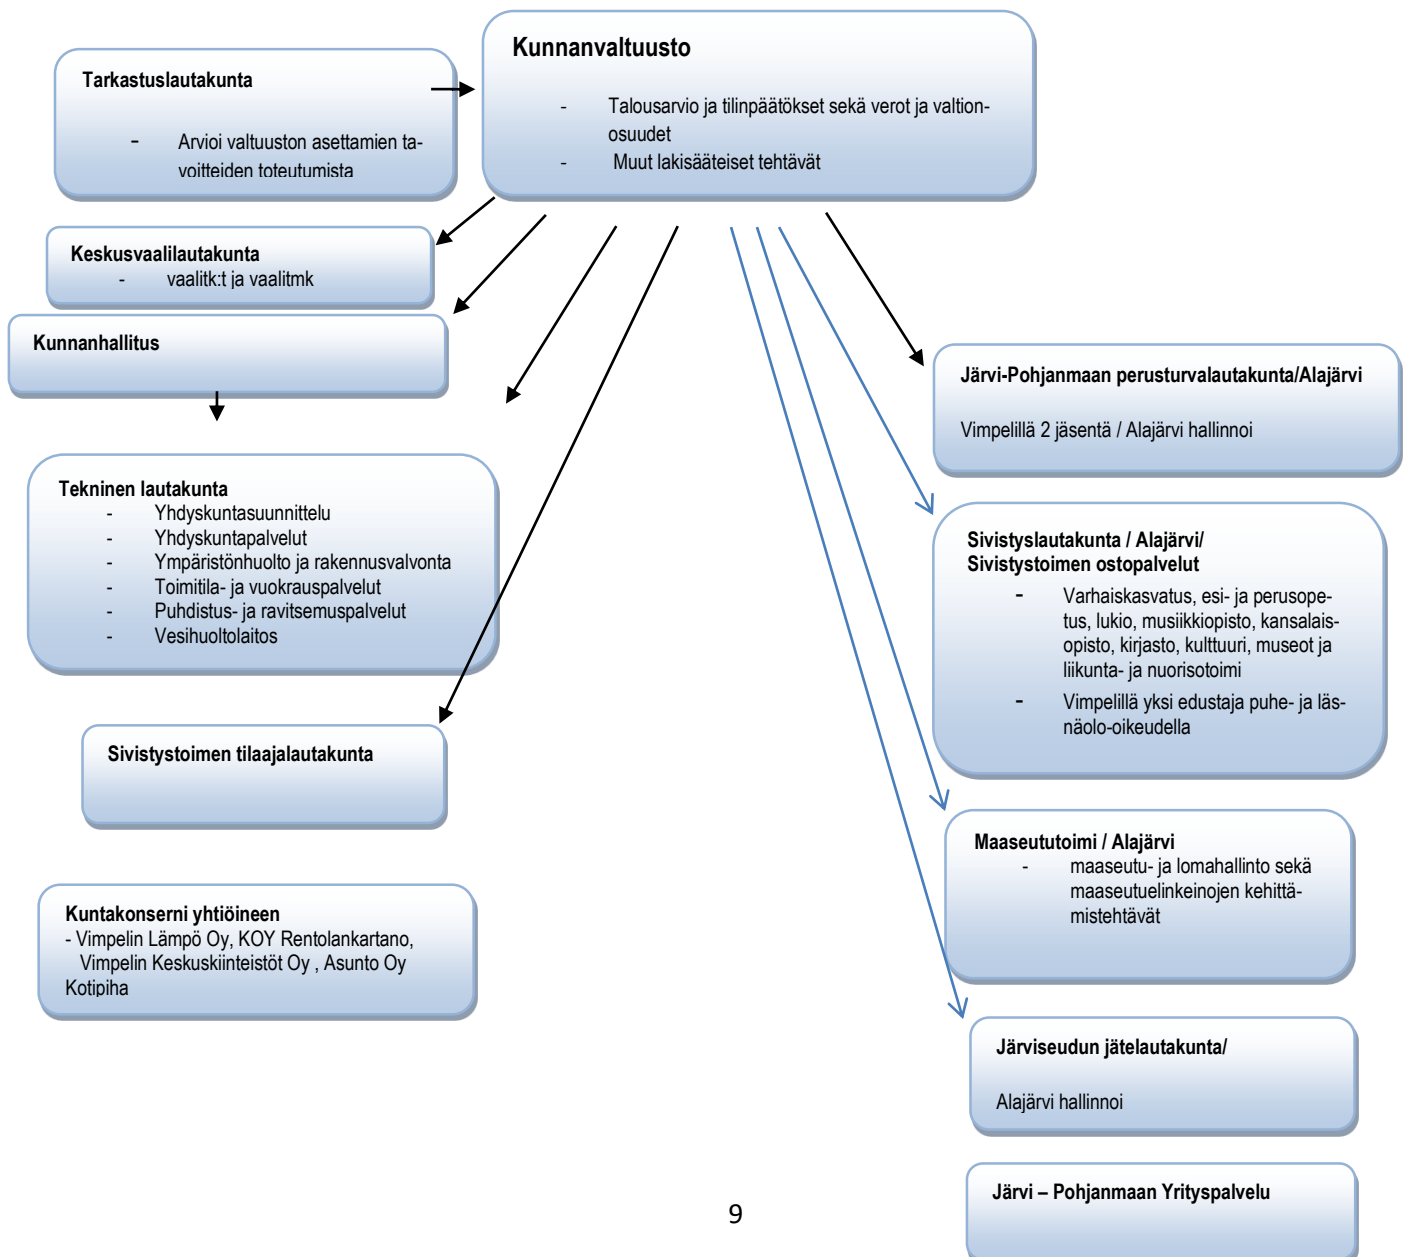 Kunnanvaltuusto
- Talousarvio ja tilinpäätökset sekä verot ja valtion-
osuudet
- Muut lakisääteiset tehtävät
Tarkastuslautakunta
- Arvioi valtuuston asettamien ta-
voitteiden toteutumista
Keskusvaalilautakunta
- vaalitk:t ja vaalitmk
Kunnanhallitus
Tekninen lautakunta
- Yhdyskuntasuunnittelu
- Yhdyskuntapalvelut
- Ympäristönhuolto ja rakennusvalvonta
- Toimitila- ja vuokrauspalvelut
- Puhdistus- ja ravitsemuspalvelut
- Vesihuoltolaitos
Sivistystoimen tilaajalautakunta
Kuntakonserni yhtiöineen
- Vimpelin Lämpö Oy, KOY Rentolankartano,
Vimpelin Keskuskiinteistöt Oy , Asunto Oy
Kotipiha
Järvi-Pohjanmaan perusturvalautakunta/Alajärvi
Vimpelillä 2 jäsentä / Alajärvi hallinnoi
Sivistyslautakunta / Alajärvi/
Sivistystoimen ostopalvelut
- Varhaiskasvatus, esi- ja perusope-
tus, lukio, musiikkiopisto, kansalais-
opisto, kirjasto, kulttuuri, museot ja
liikunta- ja nuorisotoimi
- Vimpelillä yksi edustaja puhe- ja läs-
näolo-oikeudella
Maaseututoimi / Alajärvi
- maaseutu- ja lomahallinto sekä
maaseutuelinkeinojen kehittä-
mistehtävät
Järviseudun jätelautakunta/
Alajärvi hallinnoi
Järvi – Pohjanmaan Yrityspalvelu
9